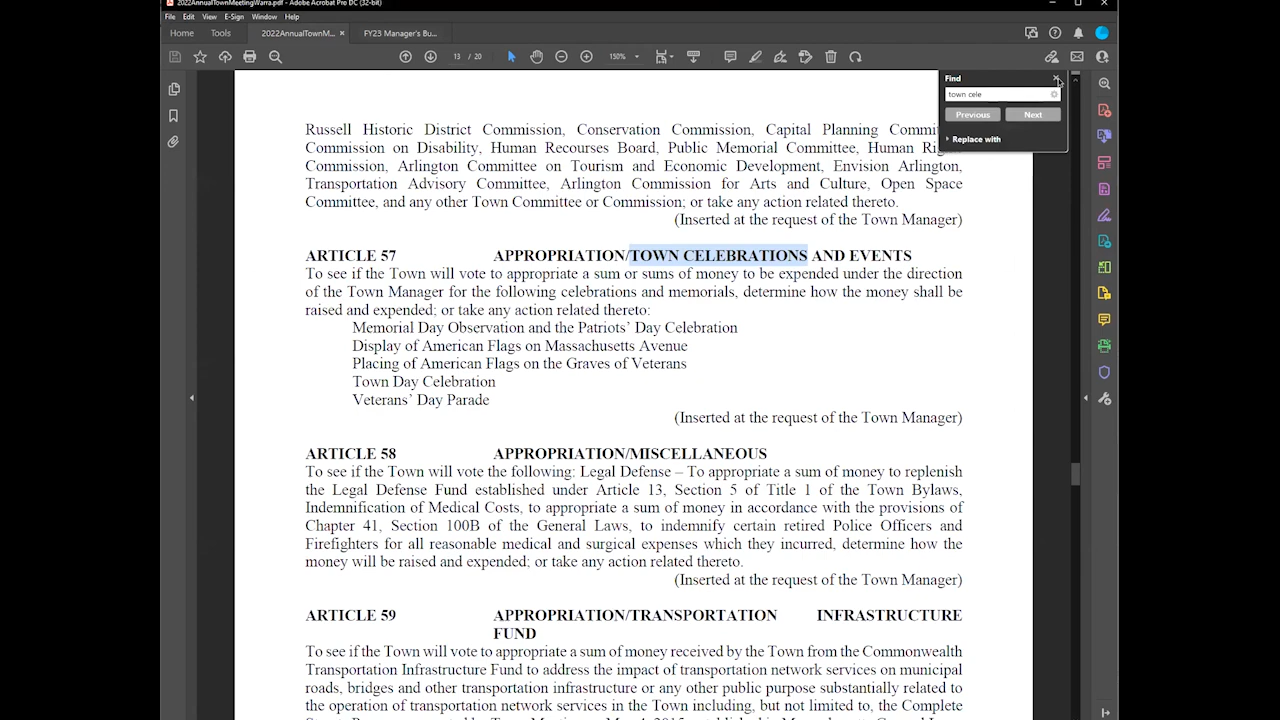 2022AnnualTownMeetingWarra.pdf - Adobe Acrobat Pro DC (32-bit)
File Edit View E-Sign Window Help
Home Tools 2022AnnualTownM... × FY23 Manager's Bu...
13 / 20 150%
Find
town cele
Previous Next
Replace with
Russell Historic District Commission, Conservation Commission, Capital Planning Commi
Commission on Disability, Human Recourses Board, Public Memorial Committee, Human Rig
Commission, Arlington Committee on Tourism and Economic Development, Envision Arlington,
Transportation Advisory Committee, Arlington Commission for Arts and Culture, Open Space
Committee, and any other Town Committee or Commission; or take any action related thereto.
(Inserted at the request of the Town Manager)
ARTICLE 57 APPROPRIATION/TOWN CELEBRATIONS AND EVENTS
To see if the Town will vote to appropriate a sum or sums of money to be expended under the direction
of the Town Manager for the following celebrations and memorials, determine how the money shall be
raised and expended; or take any action related thereto:
Memorial Day Observation and the Patriots' Day Celebration
Display of American Flags on Massachusetts Avenue
Placing of American Flags on the Graves of Veterans
Town Day Celebration
Veterans' Day Parade
(Inserted at the request of the Town Manager)
ARTICLE 58 APPROPRIATION/MISCELLANEOUS
To see if the Town will vote the following: Legal Defense – To appropriate a sum of money to replenish
the Legal Defense Fund established under Article 13, Section 5 of Title 1 of the Town Bylaws,
Indemnification of Medical Costs, to appropriate a sum of money in accordance with the provisions of
Chapter 41, Section 100B of the General Laws, to indemnify certain retired Police Officers and
Firefighters for all reasonable medical and surgical expenses which they incurred, determine how the
money will be raised and expended; or take any action related thereto.
(Inserted at the request of the Town Manager)
ARTICLE 59 APPROPRIATION/TRANSPORTATION INFRASTRUCTURE
FUND
To see if the Town will vote to appropriate a sum of money received by the Town from the Commonwealth
Transportation Infrastructure Fund to address the impact of transportation network services on municipal
roads, bridges and other transportation infrastructure or any other public purpose substantially related to
the operation of transportation network services in the Town including, but not limited to, the Complete